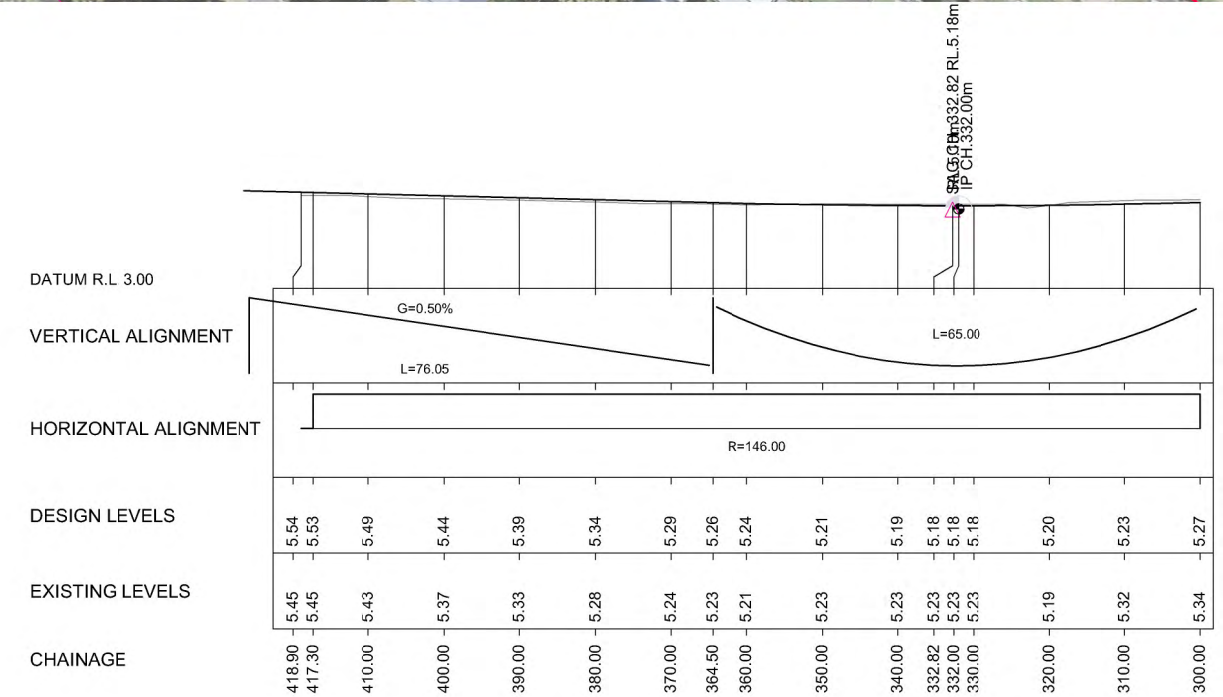 SAG CH.332.82 RL.5.18m
IP CH.332.00m
DATUM R.L 3.00
VERTICAL ALIGNMENT
G=0.50%
L=76.05
L=65.00
HORIZONTAL ALIGNMENT
R=146.00
DESIGN LEVELS
5.54 5.53 5.49 5.44 5.39 5.34 5.29 5.26 5.24 5.21 5.19 5.18 5.18 5.18 5.20 5.23 5.27
EXISTING LEVELS
5.45 5.45 5.43 5.37 5.33 5.28 5.24 5.23 5.21 5.23 5.23 5.23 5.23 5.23 5.19 5.32 5.34
CHAINAGE
418.90 417.30 410.00 400.00 390.00 380.00 370.00 364.50 360.00 350.00 340.00 332.82 332.00 330.00 320.00 310.00 300.00